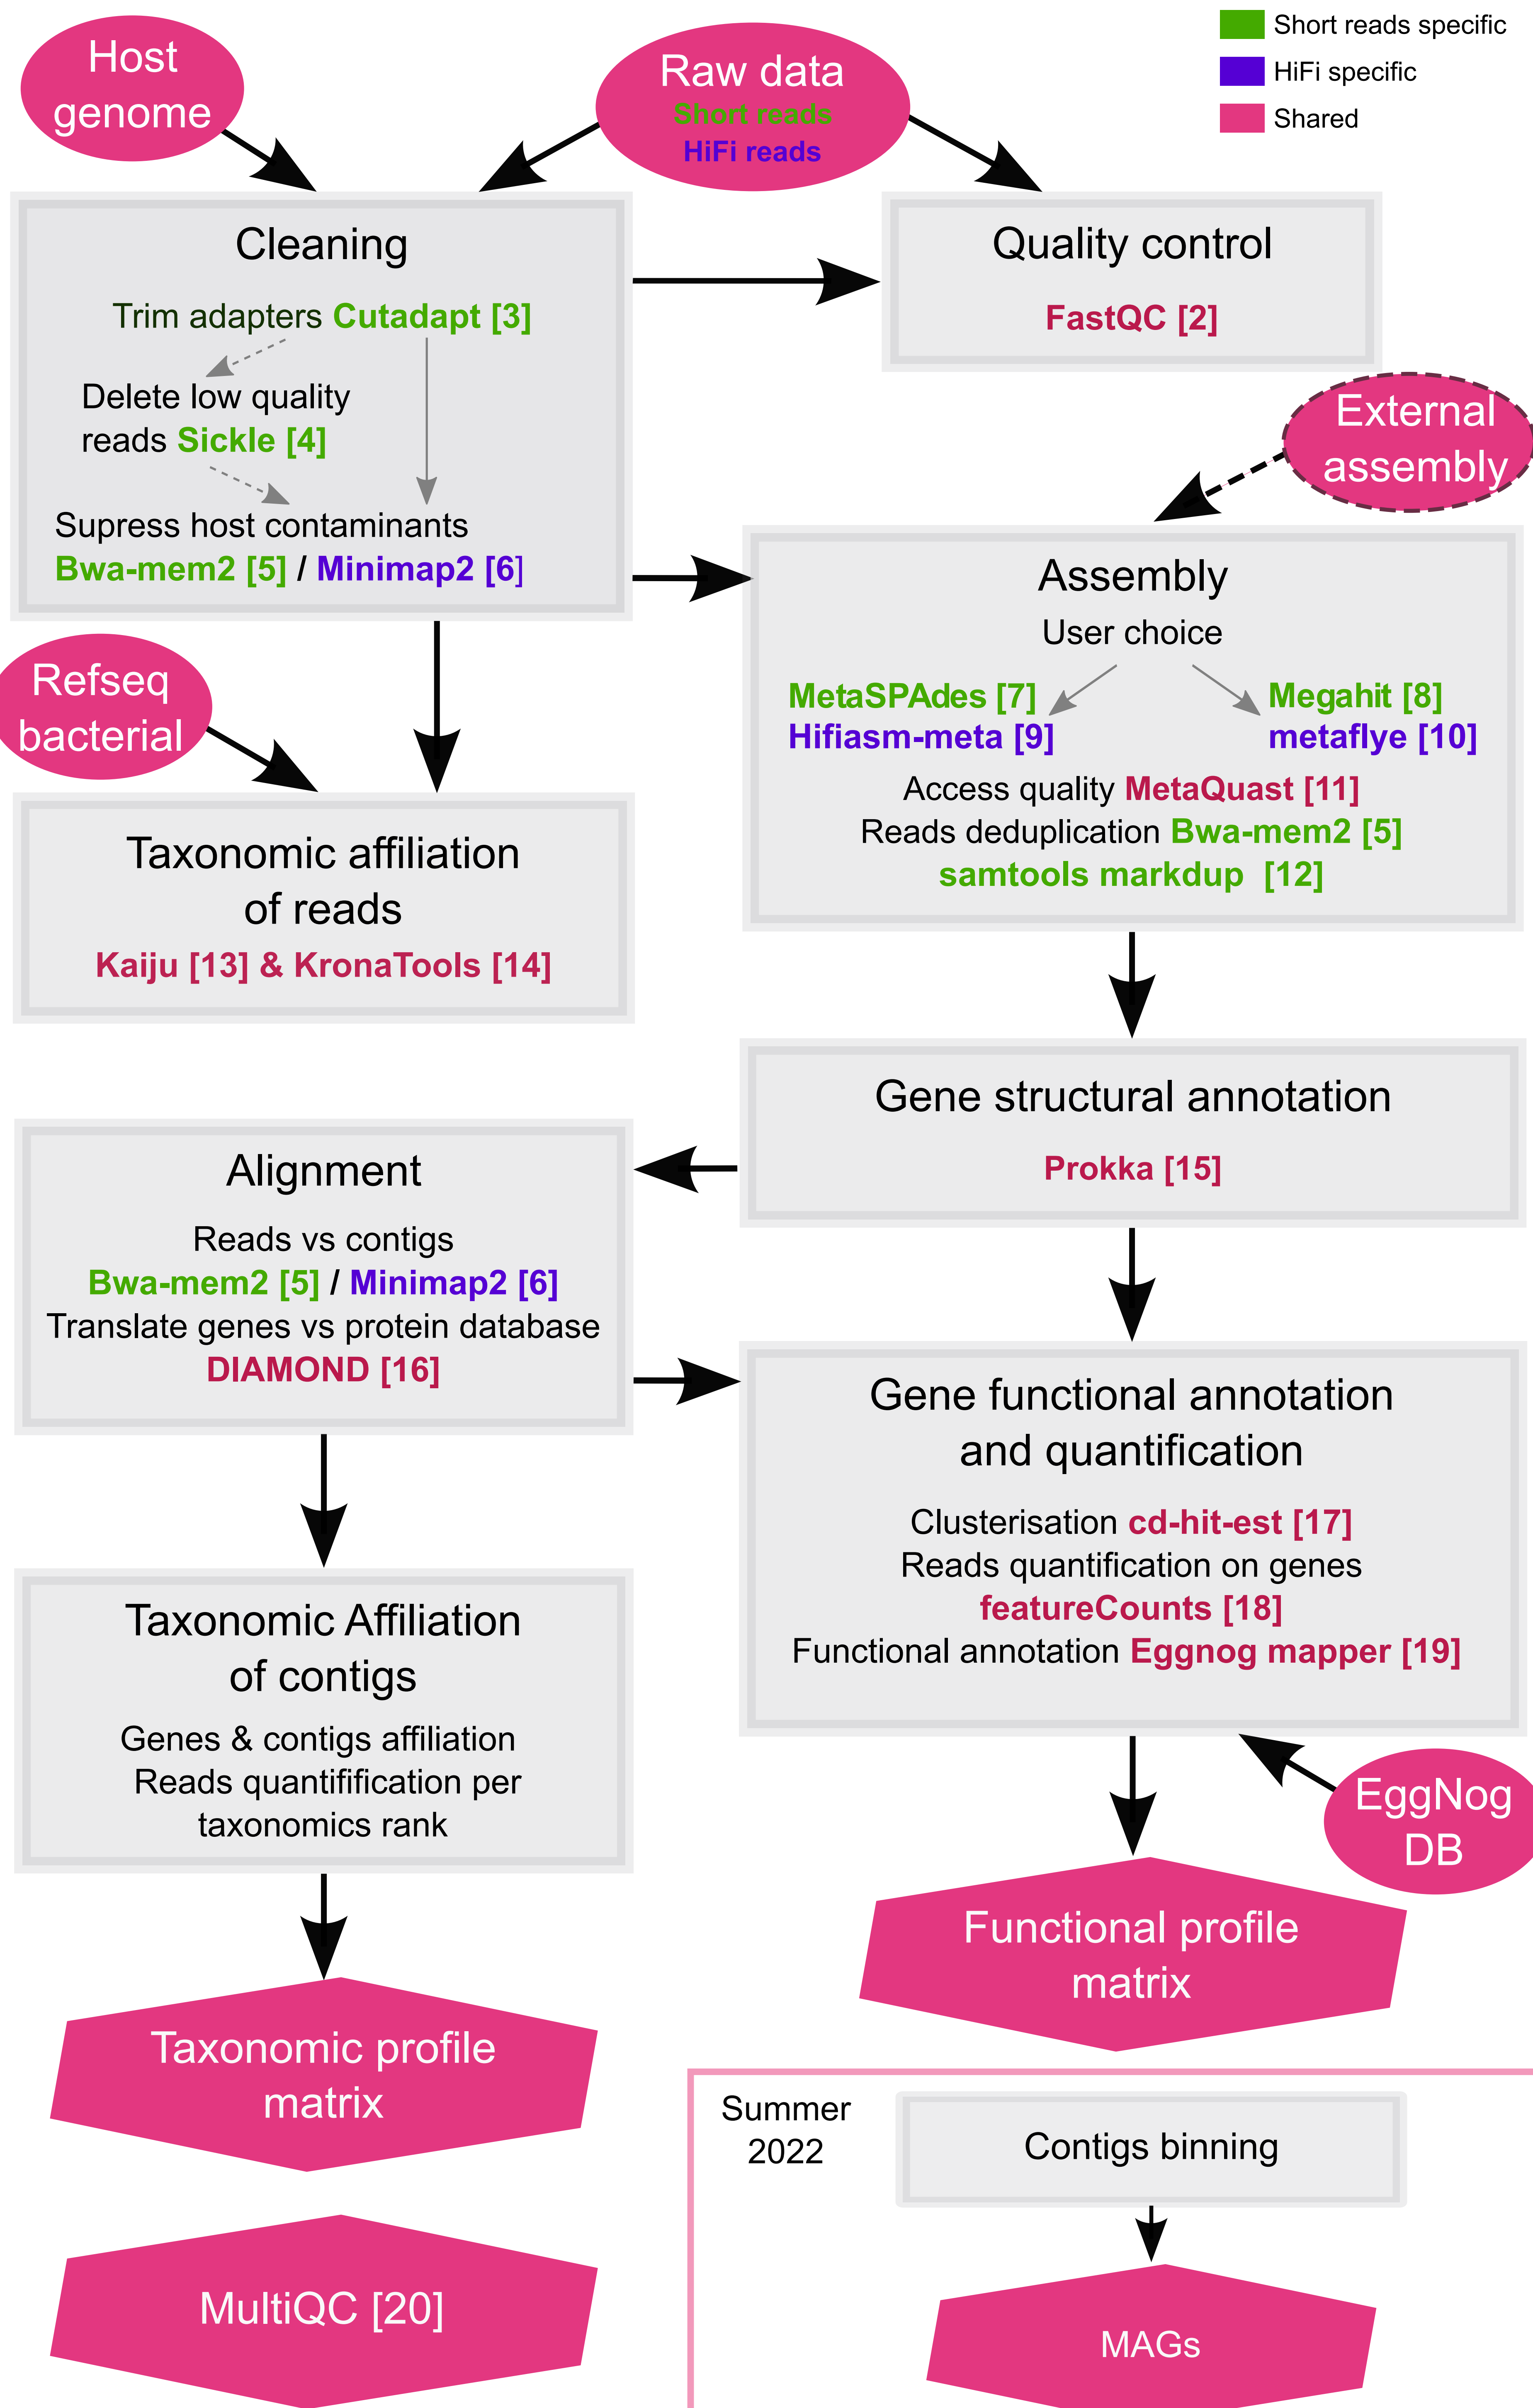 Host
genome
Raw data
Short reads
HiFi reads
Short reads specific
HiFi specific
Shared
Cleaning
Trim adapters Cutadapt [3]
Delete low quality
reads Sickle [4]
Supress host contaminants
Bwa-mem2 [5] / Minimap2 [6]
Quality control
FastQC [2]
External
assembly
Assembly
User choice
MetaSPAdes [7]
Hifiasm-meta [9]
Megahit [8]
metaflye [10]
Access quality MetaQuast [11]
Reads deduplication Bwa-mem2 [5]
samtools markdup [12]
Refseq
bacterial
Taxonomic affiliation
of reads
Kaiju [13] & KronaTools [14]
Gene structural annotation
Prokka [15]
Alignment
Reads vs contigs
Bwa-mem2 [5] / Minimap2 [6]
Translate genes vs protein database
DIAMOND [16]
Gene functional annotation
and quantification
Clusterisation cd-hit-est [17]
Reads quantification on genes
featureCounts [18]
Functional annotation Eggnog mapper [19]
Taxonomic Affiliation
of contigs
Genes & contigs affiliation
Reads quantifification per
taxonomics rank
EggNog
DB
Functional profile
matrix
Taxonomic profile
matrix
Summer
2022
Contigs binning
MultiQC [20]
MAGs